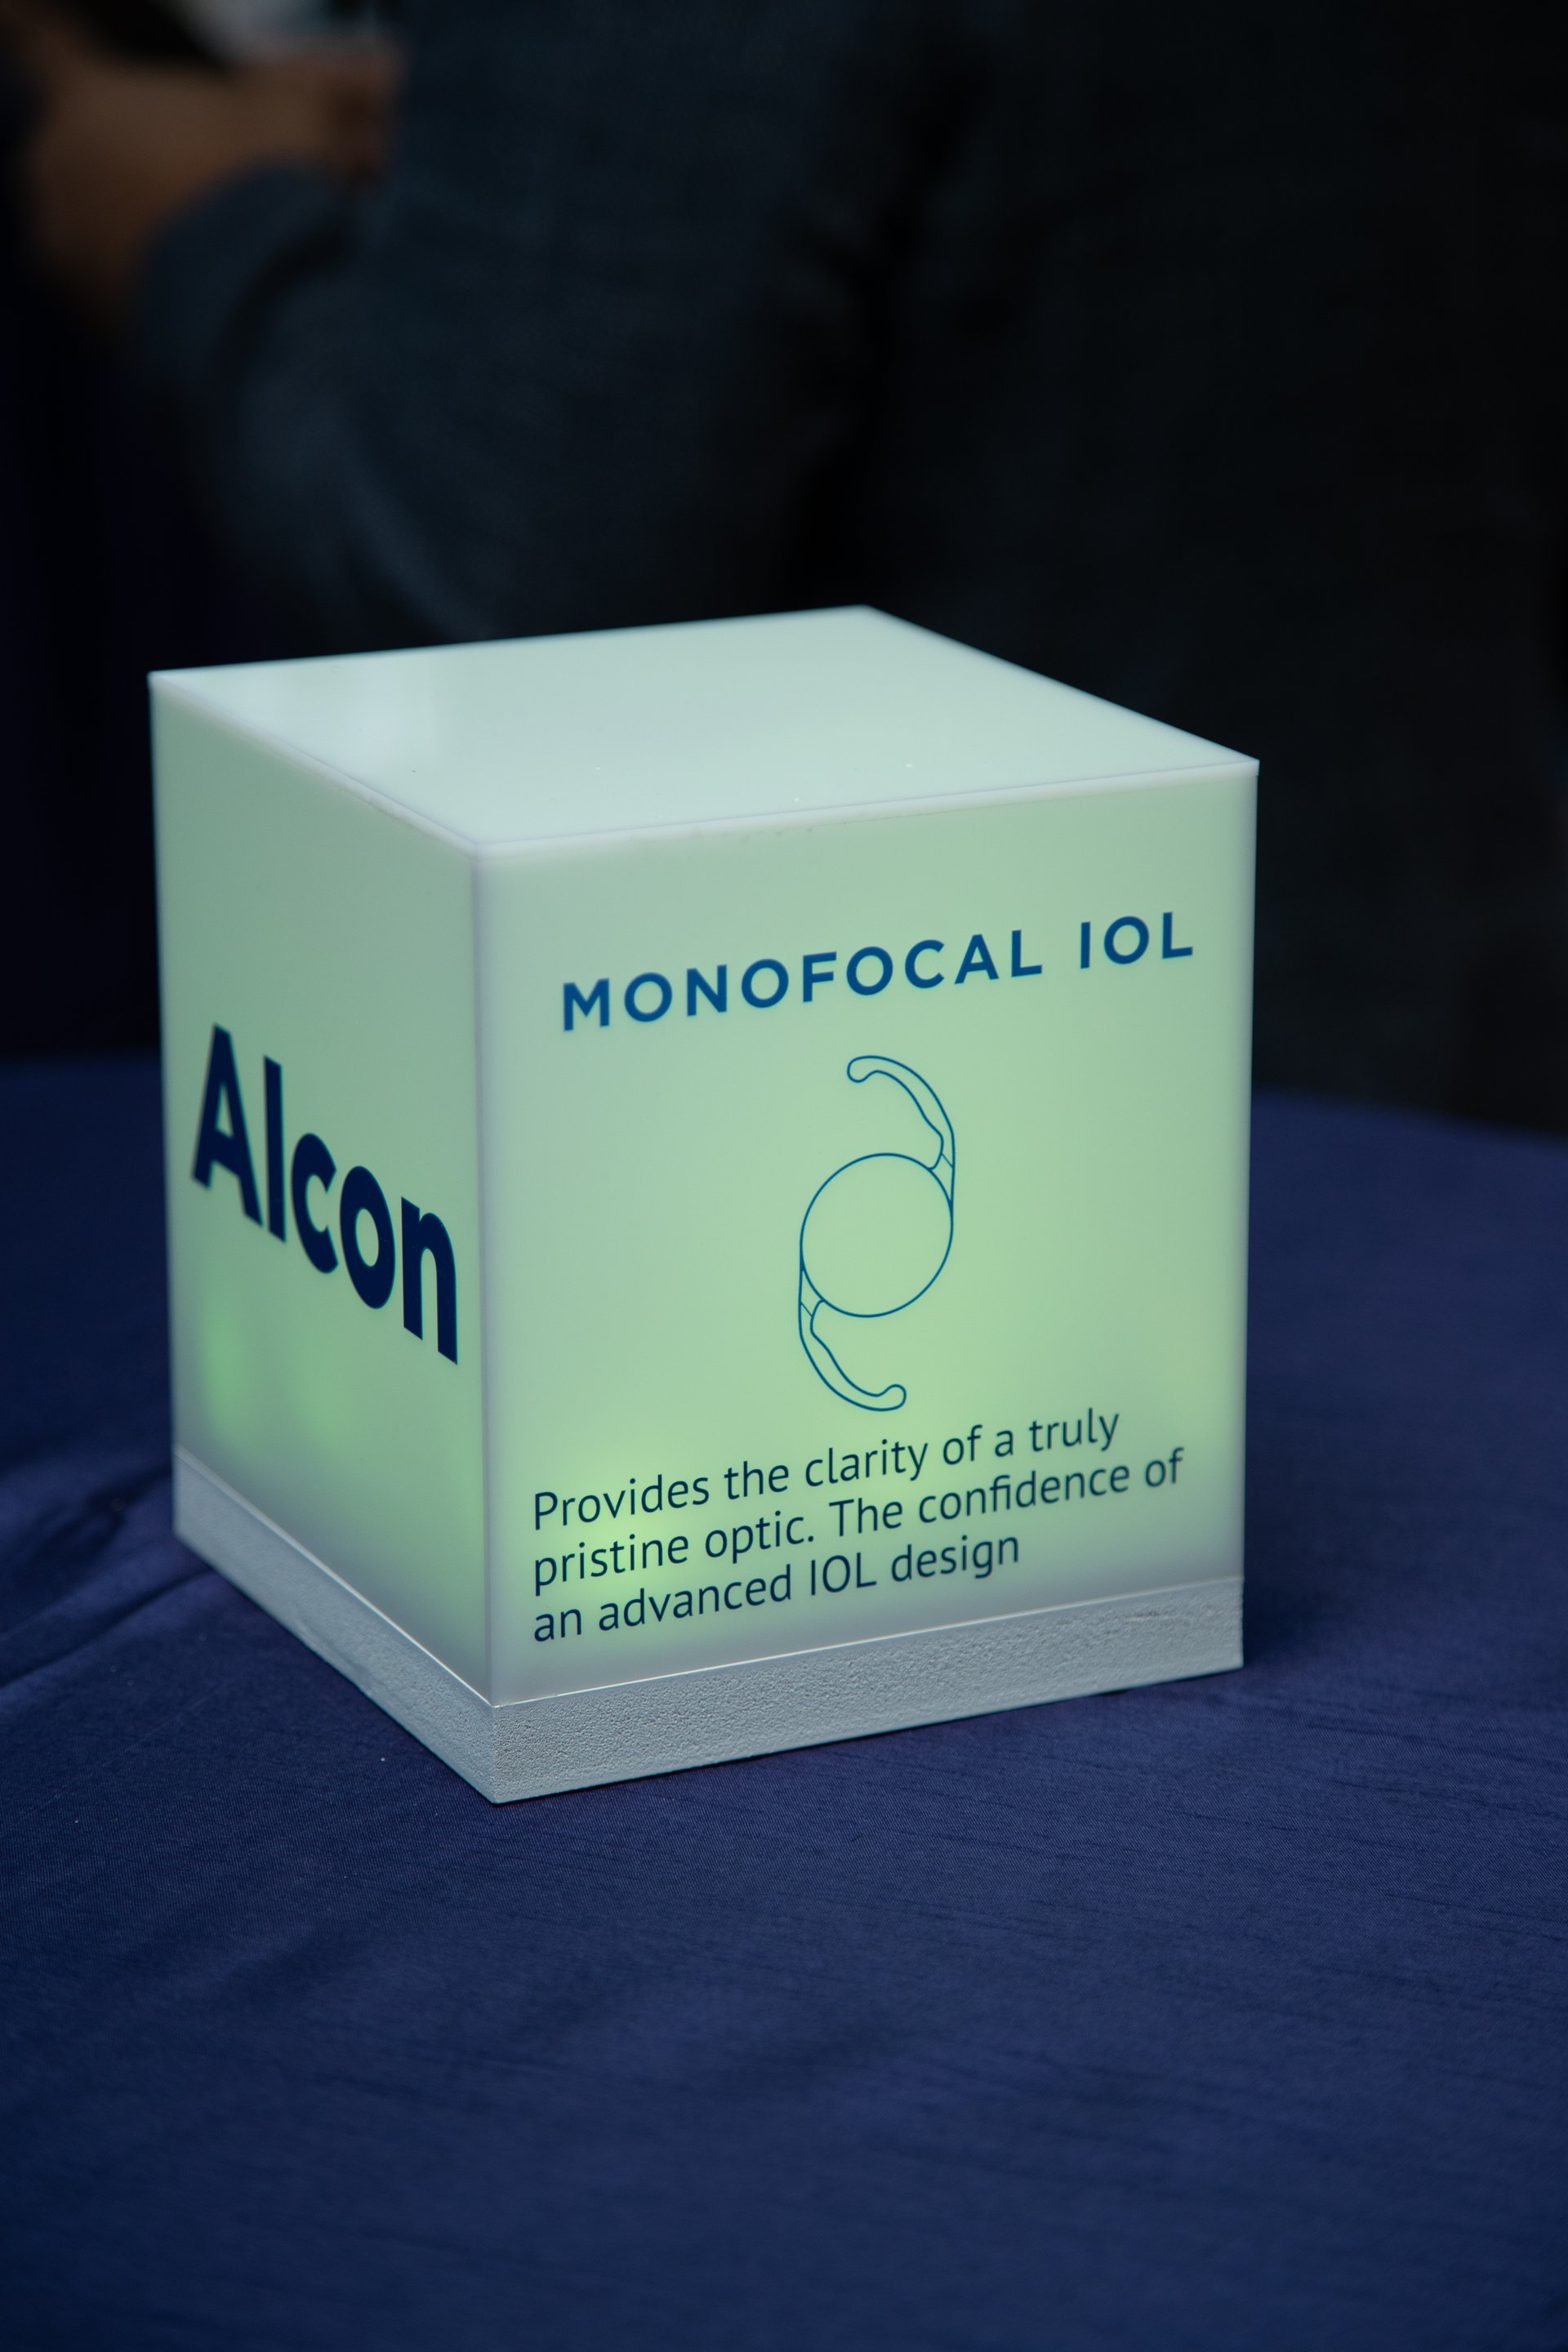 Alcon
MONOFOCAL IOL
Provides the clarity of a truly
pristine optic. The confidence of
an advanced IOL design